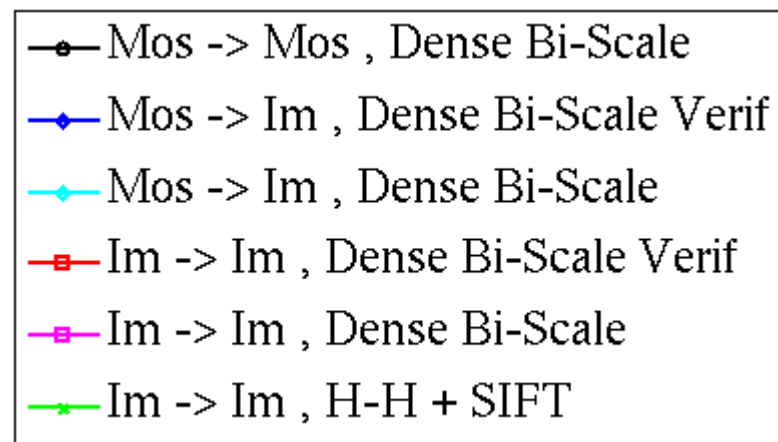 Mos -> Mos , Dense Bi-Scale
Mos -> Im , Dense Bi-Scale Verif
Mos -> Im , Dense Bi-Scale
Im -> Im , Dense Bi-Scale Verif
Im -> Im , Dense Bi-Scale
Im -> Im , H-H + SIFT